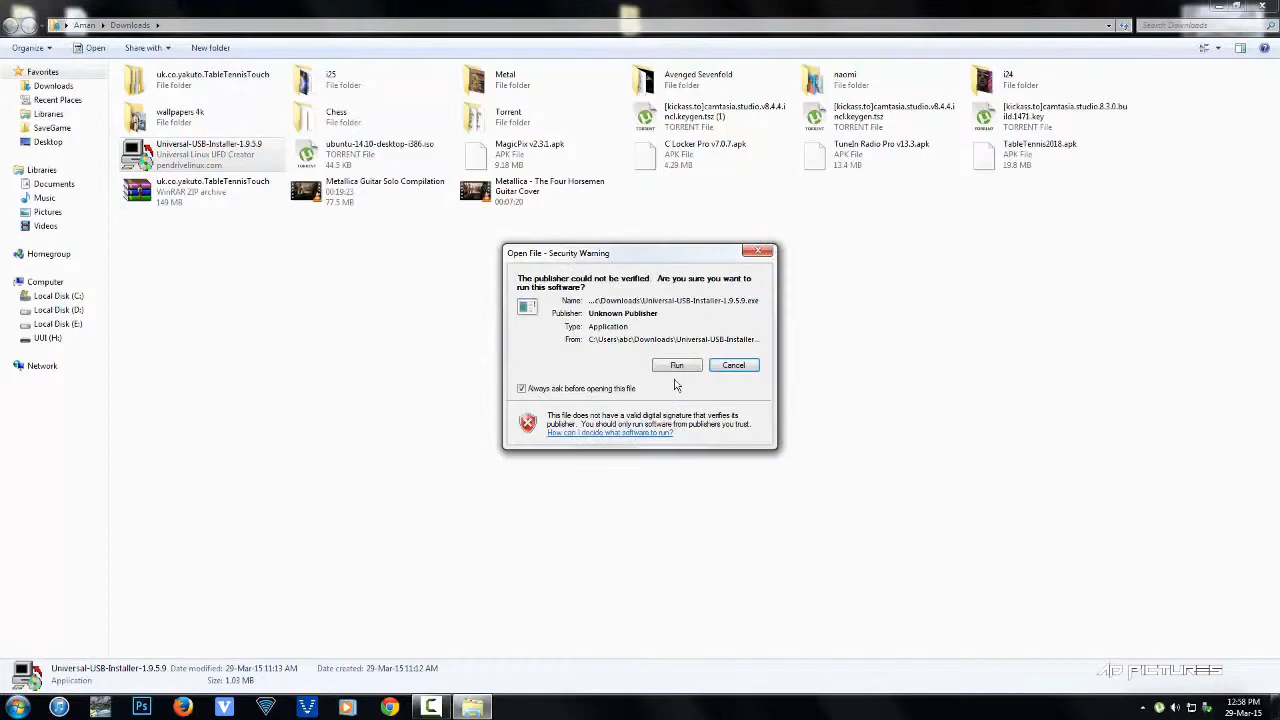 Aman
Downloads
Search Downloads
Organize
Open
Share with
New folder
Favorites
Downloads
Recent Places
Libraries
SaveGame
Desktop
Libraries
Documents
Music
Pictures
Videos
Homegroup
Computer
Local Disk (C:)
Local Disk (D:)
Local Disk (E:)
UUI (H:)
Network
uk.co.yakuto.TableTennisTouch
File folder
i25
File folder
Metal
File folder
Avenged Sevenfold
File folder
naomi
File folder
i24
File folder
wallpapers 4k
File folder
Chess
File folder
Torrent
File folder
[kickass.to]camtasia.studio.v8.4.4.i
ncl.keygen.tsz (1)
TORRENT File
[kickass.to]camtasia.studio.v8.4.4.i
ncl.keygen.tsz
TORRENT File
[kickass.to]camtasia.studio.8.3.0.bu
ild.1471.key
TORRENT File
Universal-USB-Installer-1.9.5.9
Universal Linux UFD Creator
pendrivelinux.com
ubuntu-14.10-desktop-i386.iso
TORRENT File
44.5 KB
MagicPix v2.3.1.apk
APK File
9.18 MB
C Locker Pro v7.0.7.apk
APK File
4.29 MB
TuneIn Radio Pro v13.3.apk
APK File
13.4 MB
TableTennis2018.apk
APK File
19.8 MB
uk.co.yakuto.TableTennisTouch
WinRAR ZIP archive
149 MB
Metallica Guitar Solo Compilation
00:19:23
77.5 MB
Metallica - The Four Horsemen
Guitar Cover
00:07:20
Open File - Security Warning
The publisher could not be verified. Are you sure you want to
run this software?
Name: ...c\Downloads\Universal-USB-Installer-1.9.5.9.exe
Publisher: Unknown Publisher
Type: Application
From: C:\Users\abc\Downloads\Universal-USB-Installer...
Run
Cancel
Always ask before opening this file
This file does not have a valid digital signature that verifies its
publisher. You should only run software from publishers you trust.
How can I decide what software to run?
Universal-USB-Installer-1.9.5.9 Date modified: 29-Mar-15 11:13 AM Date created: 29-Mar-15 11:12 AM
Application Size: 1.03 MB
AP PICTURES
Ps
12:58 PM
29-Mar-15